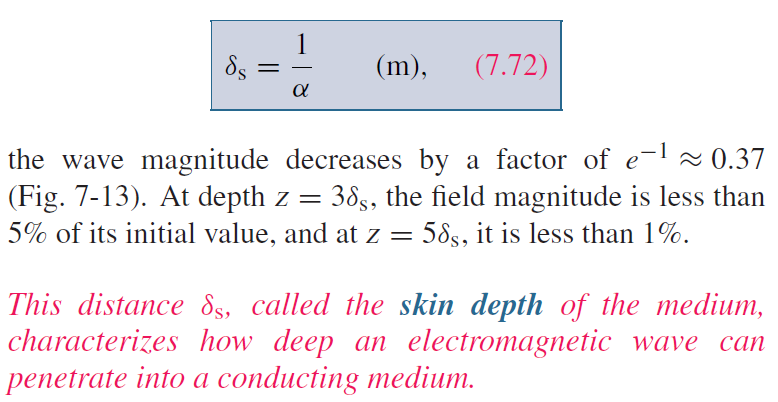 δs = 1/α (m), (7.72)
the wave magnitude decreases by a factor of e−1 ≈ 0.37
(Fig. 7-13). At depth z = 3δs, the field magnitude is less than
5% of its initial value, and at z = 5δs, it is less than 1%.
This distance δs, called the skin depth of the medium,
characterizes how deep an electromagnetic wave can
penetrate into a conducting medium.